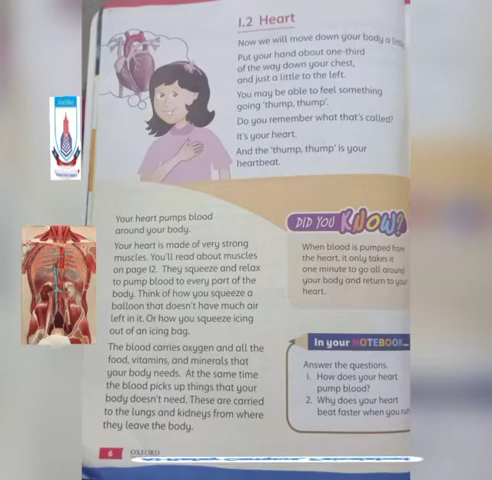 1.2 Heart
Now we will move down your body a little
Put your hand about one-third
of the way down your chest,
and just a little to the left.
You may be able to feel something
going 'thump, thump'.
Do you remember what that's called?
It's your heart.
And the 'thump, thump' is your
heartbeat.
Your heart pumps blood
around your body.
Your heart is made of very strong
muscles. You'll read about muscles
on page 12. They squeeze and relax
to pump blood to every part of the
body. Think of how you squeeze a
balloon that doesn't have much air
left in it. Or how you squeeze icing
out of an icing bag.
The blood carries oxygen and all the
food, vitamins, and minerals that
your body needs. At the same time
the blood picks up things that your
body doesn't need. These are carried
to the lungs and kidneys from where
they leave the body.
DID YOU KNOW?
When blood is pumped from
the heart, it only takes it
one minute to go all around
your body and return to your
heart.
In your NOTEBOOK...
Answer the questions.
1. How does your heart
pump blood?
2. Why does your heart
beat faster when you run
6 OXFORD